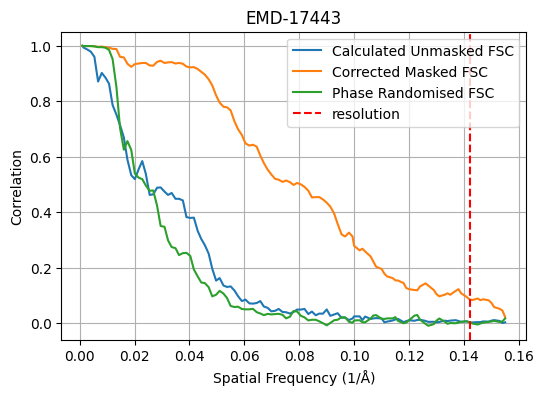 EMD-17443
Calculated Unmasked FSC
Corrected Masked FSC
Phase Randomised FSC
resolution
Correlation
1.0
0.8
0.6
0.4
0.2
0.0
0.00 0.02 0.04 0.06 0.08 0.10 0.12 0.14 0.16
Spatial Frequency (1/Å)